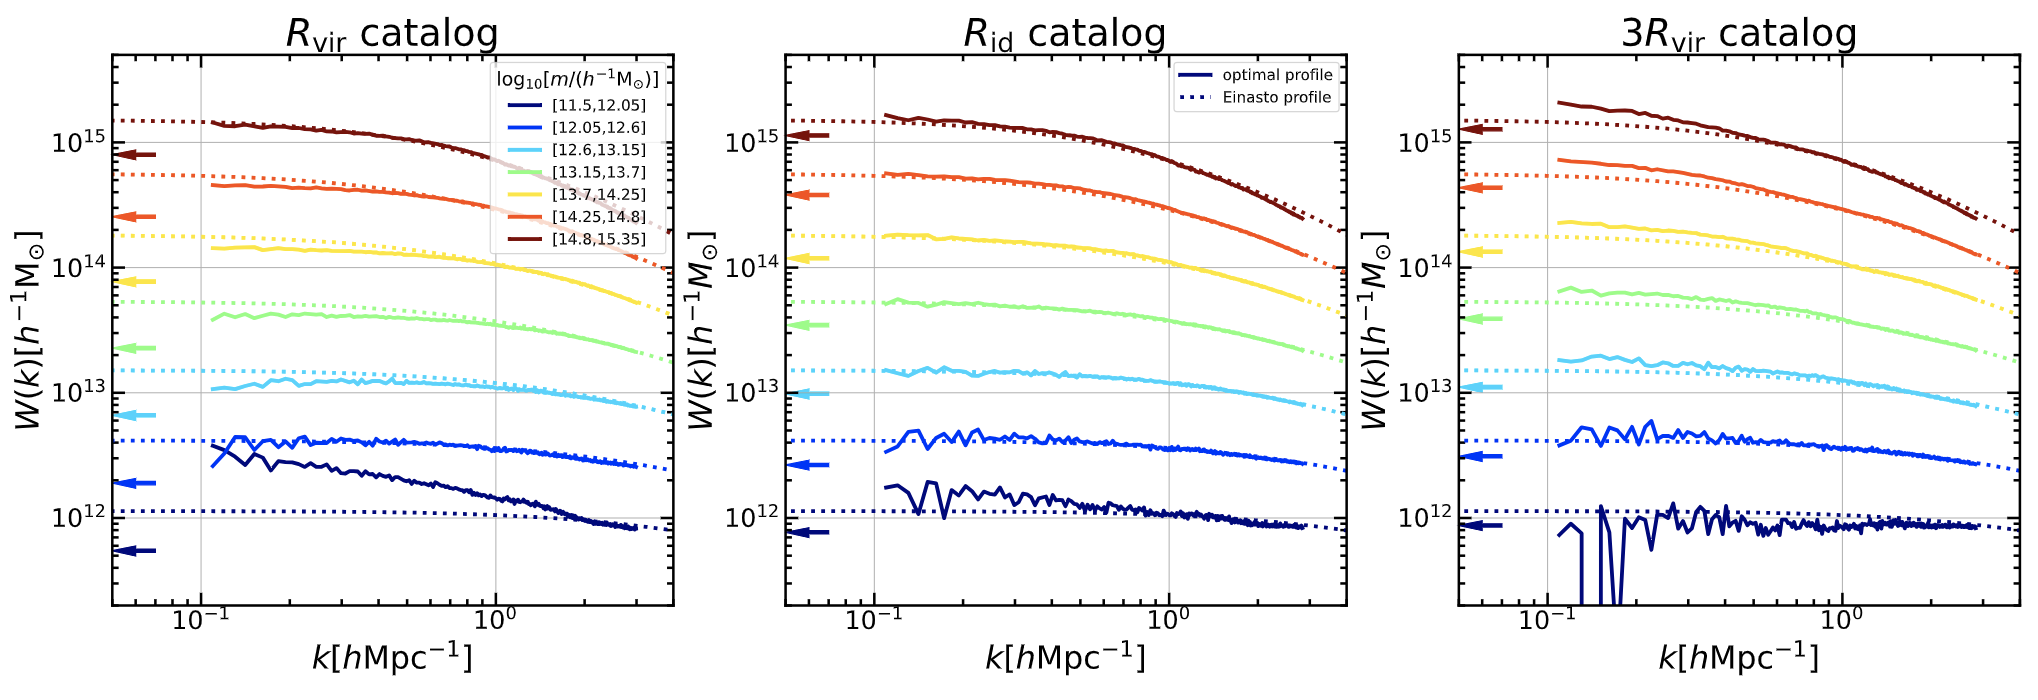 R_vir catalog
R_id catalog
3R_vir catalog
W(k)[h⁻¹M_⊙]
10¹⁵
10¹⁴
10¹³
10¹²
log₁₀[m/(h⁻¹M_⊙)]
[11.5,12.05]
[12.05,12.6]
[12.6,13.15]
[13.15,13.7]
[13.7,14.25]
[14.25,14.8]
[14.8,15.35]
10⁻¹
10⁰
k[hMpc⁻¹]
W(k)[h⁻¹M_⊙]
10¹⁵
10¹⁴
10¹³
10¹²
optimal profile
Einasto profile
10⁻¹
10⁰
k[hMpc⁻¹]
W(k)[h⁻¹M_⊙]
10¹⁵
10¹⁴
10¹³
10¹²
10⁻¹
10⁰
k[hMpc⁻¹]